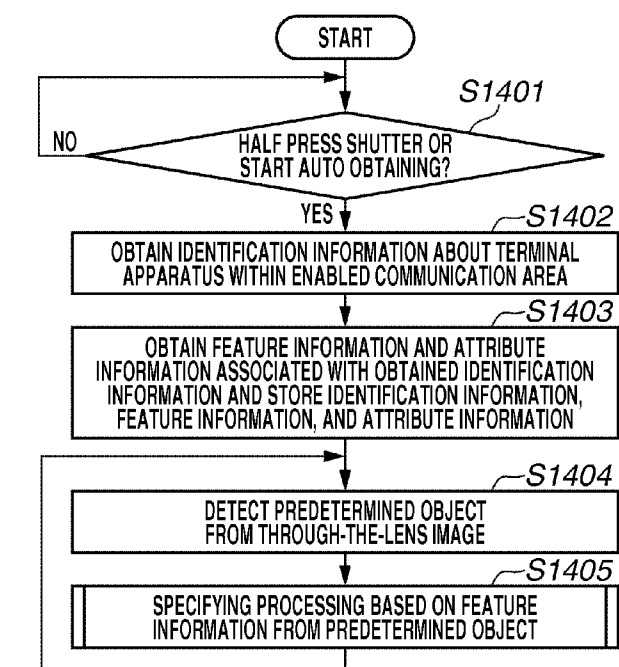 START
S1401
HALF PRESS SHUTTER OR
START AUTO OBTAINING?
NO
YES
S1402
OBTAIN IDENTIFICATION INFORMATION ABOUT TERMINAL
APPARATUS WITHIN ENABLED COMMUNICATION AREA
S1403
OBTAIN FEATURE INFORMATION AND ATTRIBUTE
INFORMATION ASSOCIATED WITH OBTAINED IDENTIFICATION
INFORMATION AND STORE IDENTIFICATION INFORMATION,
FEATURE INFORMATION, AND ATTRIBUTE INFORMATION
S1404
DETECT PREDETERMINED OBJECT
FROM THROUGH-THE-LENS IMAGE
S1405
SPECIFYING PROCESSING BASED ON FEATURE
INFORMATION FROM PREDETERMINED OBJECT